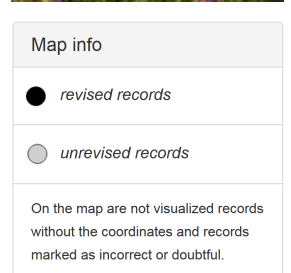 Map info
revised records
unrevised records
On the map are not visualized records
without the coordinates and records
marked as incorrect or doubtful.